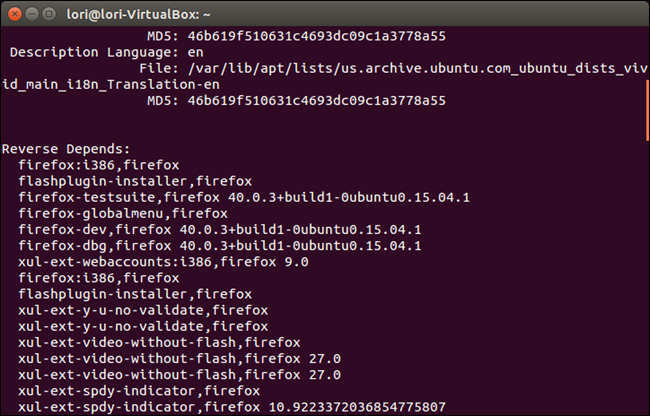 lori@lori-VirtualBox: ~
MD5: 46b619f510631c4693dc09c1a3778a55
Description Language: en
File: /var/lib/apt/lists/us.archive.ubuntu.com_ubuntu_dists_viv
id_main_i18n_Translation-en
MD5: 46b619f510631c4693dc09c1a3778a55
Reverse Depends:
firefox:i386,firefox
flashplugin-installer,firefox
firefox-testsuite,firefox 40.0.3+build1-0ubuntu0.15.04.1
firefox-globalmenu,firefox
firefox-dev,firefox 40.0.3+build1-0ubuntu0.15.04.1
firefox-dbg,firefox 40.0.3+build1-0ubuntu0.15.04.1
xul-ext-webaccounts:i386,firefox 9.0
firefox:i386,firefox
flashplugin-installer,firefox
xul-ext-y-u-no-validate,firefox
xul-ext-y-u-no-validate,firefox
xul-ext-video-without-flash,firefox
xul-ext-video-without-flash,firefox 27.0
xul-ext-video-without-flash,firefox 27.0
xul-ext-spdy-indicator,firefox
xul-ext-spdy-indicator,firefox 10.9223372036854775807